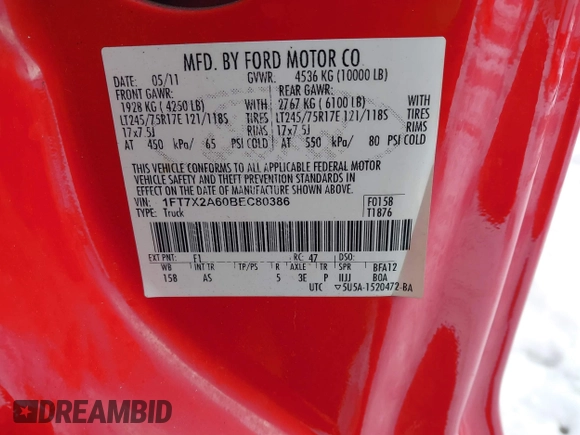 MFD. BY FORD MOTOR CO
DATE: 05/11 GVWR: 4536 KG (10000 LB)
FRONT GAWR: REAR GAWR:
1928 KG (4250 LB) WITH 2767 KG (6100 LB) WITH
LT245/75R17E 121/118S TIRES LT245/75R17E 121/118S TIRES
17x7.5J RIMS 17x7.5J RIMS
AT 450 kPa/ 65 PSI COLD AT 550 kPa/ 80 PSI COLD
THIS VEHICLE CONFORMS TO ALL APPLICABLE FEDERAL MOTOR
VEHICLE SAFETY AND THEFT PREVENTION STANDARDS IN
EFFECT ON THE DATE OF MANUFACTURE SHOWN ABOVE.
VIN: 1FT7X2A60BEC80386 F0158
TYPE: Truck T1876
EXT PNT: F1 RC: 47 DSO:
WB INT TR TP/PS R AXLE TR SPR BFA12
158 AS 5 3E P IIJJ BOA
UTC ▽5U5A-1520472-BA
DREAMBID